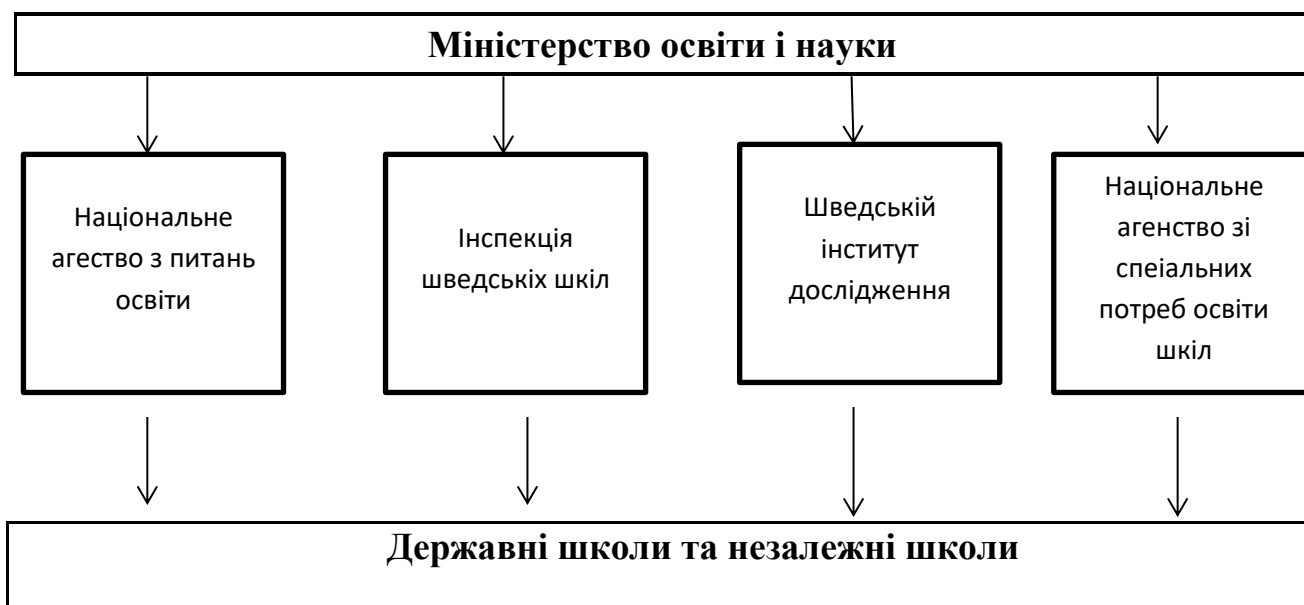 Міністерство освіти і науки
Національне
агество з питань
освіти
Інспекція
шведськіх шкіл
Шведській
інститут
дослідження
Національне
агенство зі
спеіальних
потреб освіти
шкіл
Державні школи та незалежні школи